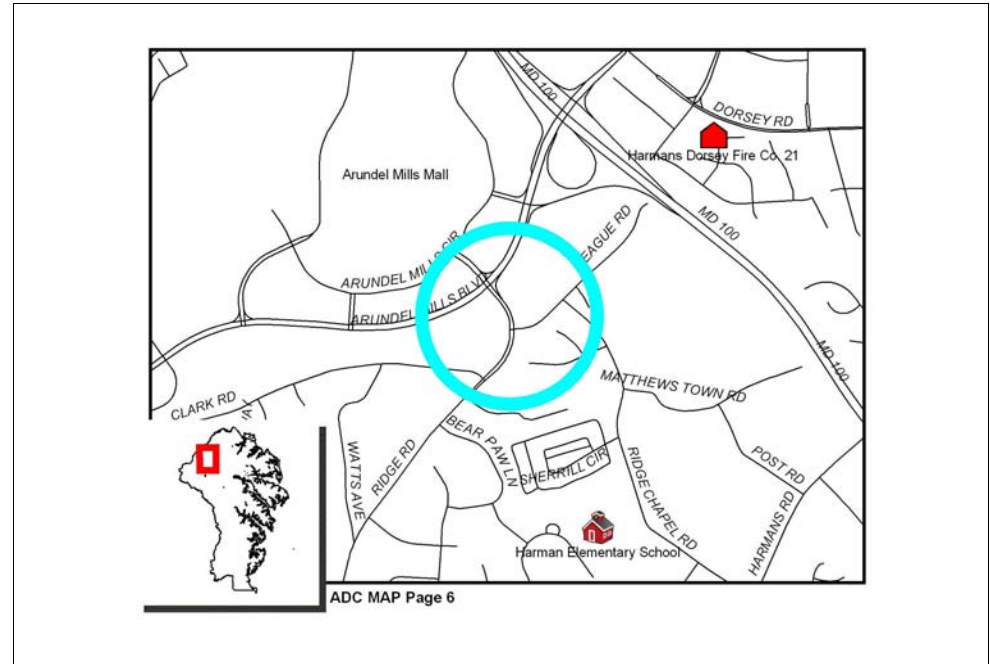 MD 100
DORSEY RD
Harmans Dorsey Fire Co. 21
Arundel Mills Mall
MD 100
EAGUE RD
ARUNDEL MILLS CIR
ARUNDEL MILLS BLV
MD 100
MATTHEWS TOWN RD
CLARK RD
BEAR PAW LN
WATTS AVE
RIDGE RD
SHERRILL CIR
RIDGE CHAPEL RD
POST RD
HARMANS RD
Harman Elementary School
ADC MAP Page 6